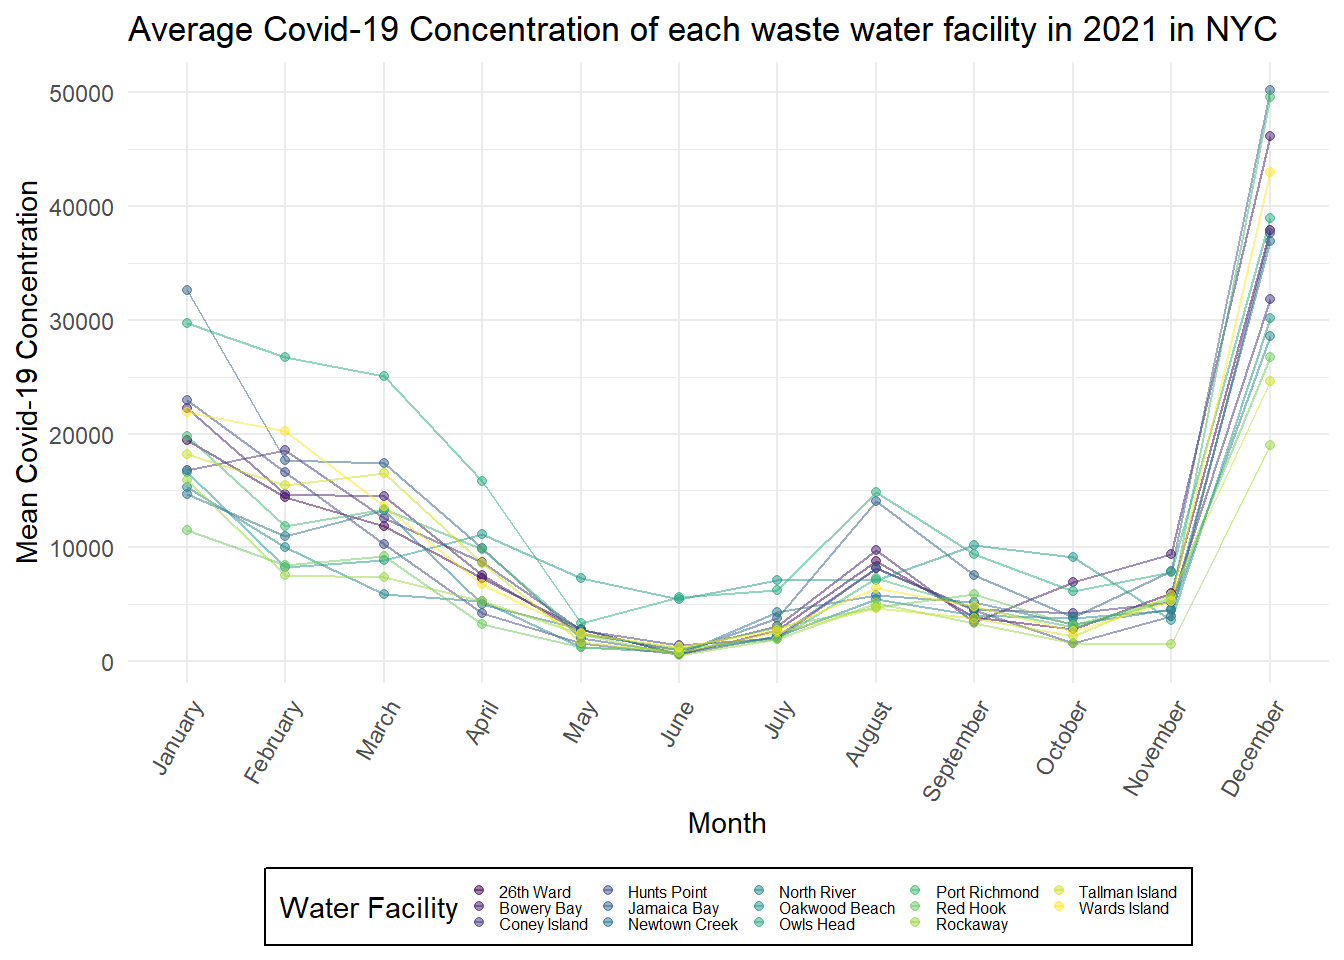 Average Covid-19 Concentration of each waste water facility in 2021 in NYC
Mean Covid-19 Concentration
50000
40000
30000
20000
10000
0
January
February
March
April
May
June
July
August
September
October
November
December
Month
Water Facility
26th Ward
Bowery Bay
Coney Island
Hunts Point
Jamaica Bay
Newtown Creek
North River
Oakwood Beach
Owls Head
Port Richmond
Red Hook
Rockaway
Tallman Island
Wards Island